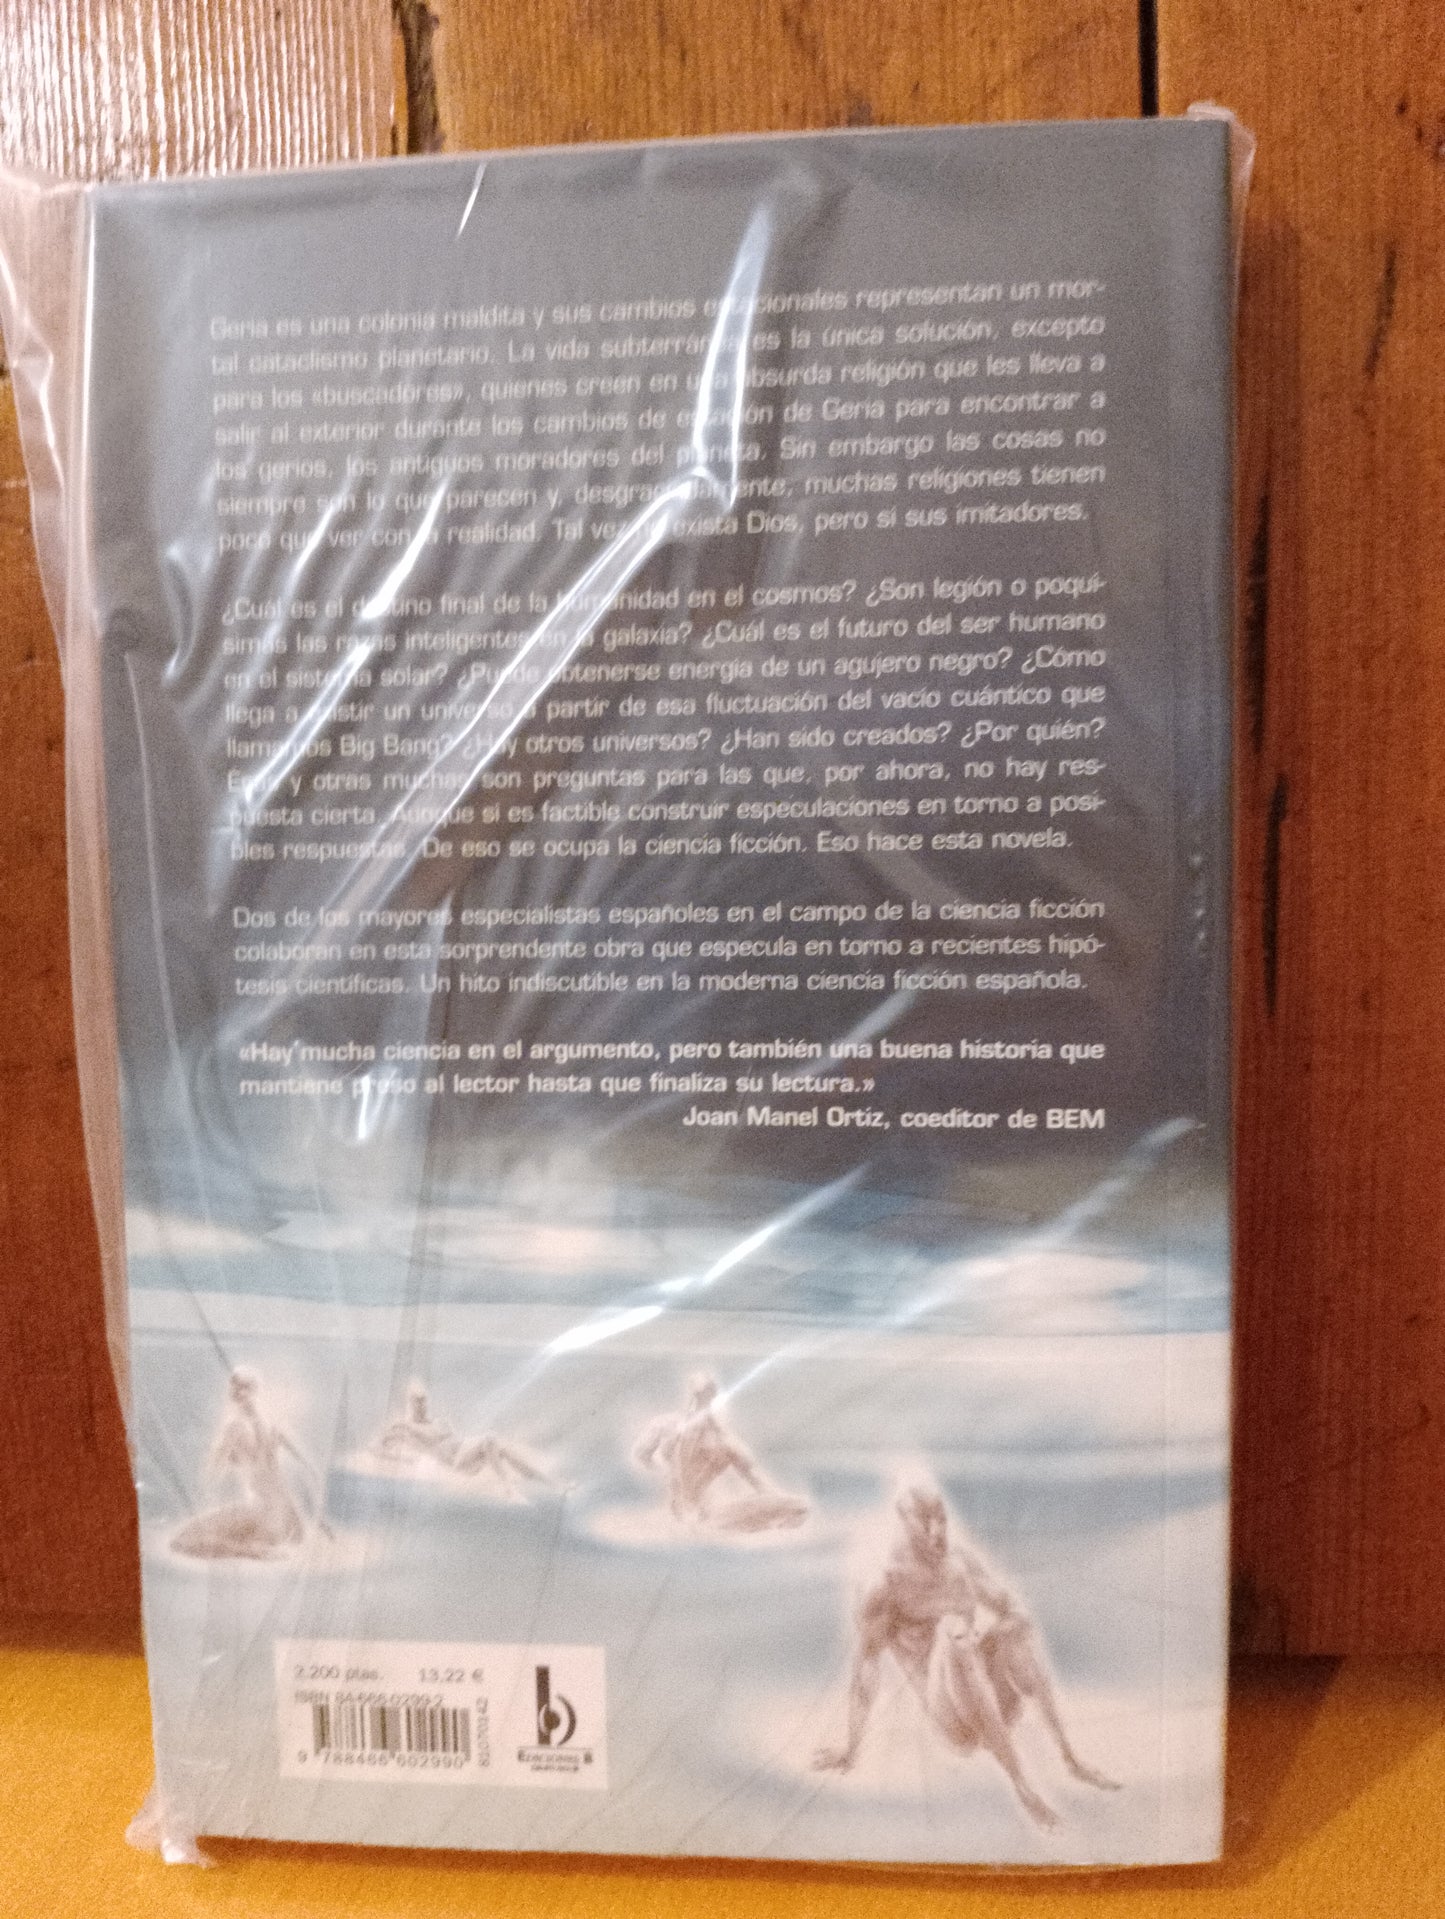 Geria es una colonia maldita y sus cambios estacionales representan un mor-
tal cataclismo planetario. La vida subterránea es la única solución, excepto
para los «buscadores», quienes creen en una absurda religión que les lleva a
salir al exterior durante los cambios de estación de Geria para encontrar a
los gerios, los antiguos moradores del planeta. Sin embargo las cosas no
siempre son lo que parecen y, desgraciadamente, muchas religiones tienen
poco que ver con la realidad. Tal vez no exista Dios, pero sí sus imitadores.
¿Cuál es el destino final de la humanidad en el cosmos? ¿Son legión o poquí-
simas las razas inteligentes en la galaxia? ¿Cuál es el futuro del ser humano
en el sistema solar? ¿Puede obtenerse energía de un agujero negro? ¿Cómo
llega a existir un universo a partir de esa fluctuación del vacío cuántico que
llamamos Big Bang? ¿Hay otros universos? ¿Han sido creados? ¿Por quién?
Éstas y otras muchas son preguntas para las que, por ahora, no hay res-
puesta cierta. Aunque sí es factible construir especulaciones en torno a posi-
bles respuestas. De eso se ocupa la ciencia ficción. Eso hace esta novela.
Dos de los mayores especialistas españoles en el campo de la ciencia ficción
colaboran en esta sorprendente obra que especula en torno a recientes hipó-
tesis científicas. Un hito indiscutible en la moderna ciencia ficción española.
«Hay mucha ciencia en el argumento, pero también una buena historia que
mantiene preso al lector hasta que finaliza su lectura.»
Joan Manel Ortiz, coeditor de BEM
2.200 ptas. 13,22 €
ISBN 84-666-0299-2
9 788466 602990
81070142
b
EDICIONES B